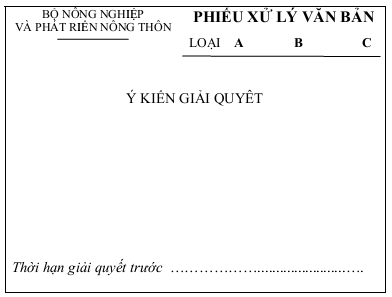 BỘ NÔNG NGHIỆP
VÀ PHÁT RIỂN NÔNG THÔN
PHIẾU XỬ LÝ VĂN BẢN
LOẠI A B C
Ý KIẾN GIẢI QUYẾT
Thời hạn giải quyết trước ………………...........................….